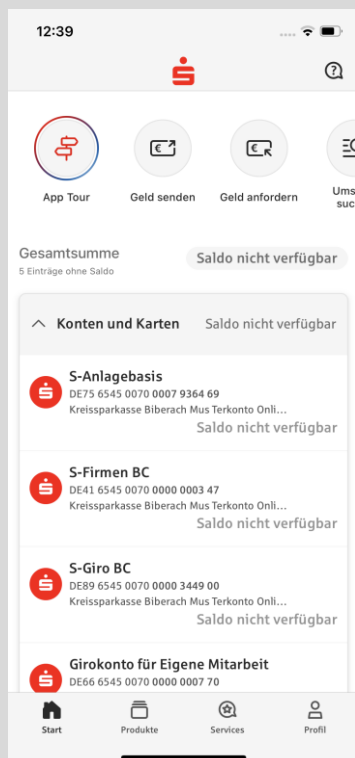 12:39
App Tour
Geld senden
Geld anfordern
Gesamtsumme
Saldo nicht verfügbar
5 Einträge ohne Saldo
Konten und Karten
Saldo nicht verfügbar
S-Anlagebasis
DE75 6545 0070 0007 9364 69
Kreissparkasse Biberach Mus Terkonto Onli...
Saldo nicht verfügbar
S-Firmen BC
DE41 6545 0070 0000 0003 47
Kreissparkasse Biberach Mus Terkonto Onli...
Saldo nicht verfügbar
S-Giro BC
DE89 6545 0070 0000 3449 00
Kreissparkasse Biberach Mus Terkonto Onli...
Saldo nicht verfügbar
Girokonto für Eigene Mitarbeit
DE66 6545 0070 0000 0007 70
Start
Produkte
Services
Profil